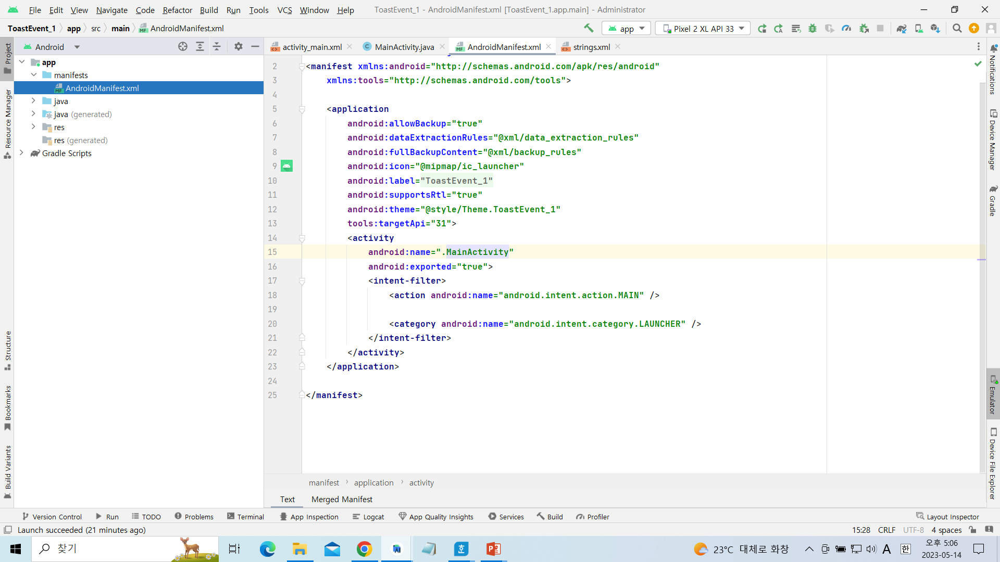 File Edit View Navigate Code Refactor Build Run Tools VCS Window Help ToastEvent_1 - AndroidManifest.xml [ToastEvent_1.app.main] - Administrator
ToastEvent_1 app src main AndroidManifest.xml app Pixel 2 XL API 33
Project
Resource Manager
Structure
Bookmarks
Build Variants
Android
app
manifests
AndroidManifest.xml
java
java (generated)
res
res (generated)
Gradle Scripts
activity_main.xml MainActivity.java AndroidManifest.xml strings.xml
2 <manifest xmlns:android="http://schemas.android.com/apk/res/android"
3 xmlns:tools="http://schemas.android.com/tools">
4
5 <application
6 android:allowBackup="true"
7 android:dataExtractionRules="@xml/data_extraction_rules"
8 android:fullBackupContent="@xml/backup_rules"
9 android:icon="@mipmap/ic_launcher"
10 android:label="ToastEvent_1"
11 android:supportsRtl="true"
12 android:theme="@style/Theme.ToastEvent_1"
13 tools:targetApi="31">
14 <activity
15 android:name=".MainActivity"
16 android:exported="true">
17 <intent-filter>
18 <action android:name="android.intent.action.MAIN" />
19
20 <category android:name="android.intent.category.LAUNCHER" />
21 </intent-filter>
22 </activity>
23 </application>
24
25 </manifest>
manifest application activity
Text Merged Manifest
Notifications
Device Manager
Gradle
Emulator
Device File Explorer
Version Control Run TODO Problems Terminal App Inspection Logcat App Quality Insights Services Build Profiler Layout Inspector
Launch succeeded (21 minutes ago) 15:28 CRLF UTF-8 4 spaces
찾기 23°C 대체로 화창 A 한 오후 5:06
2023-05-14